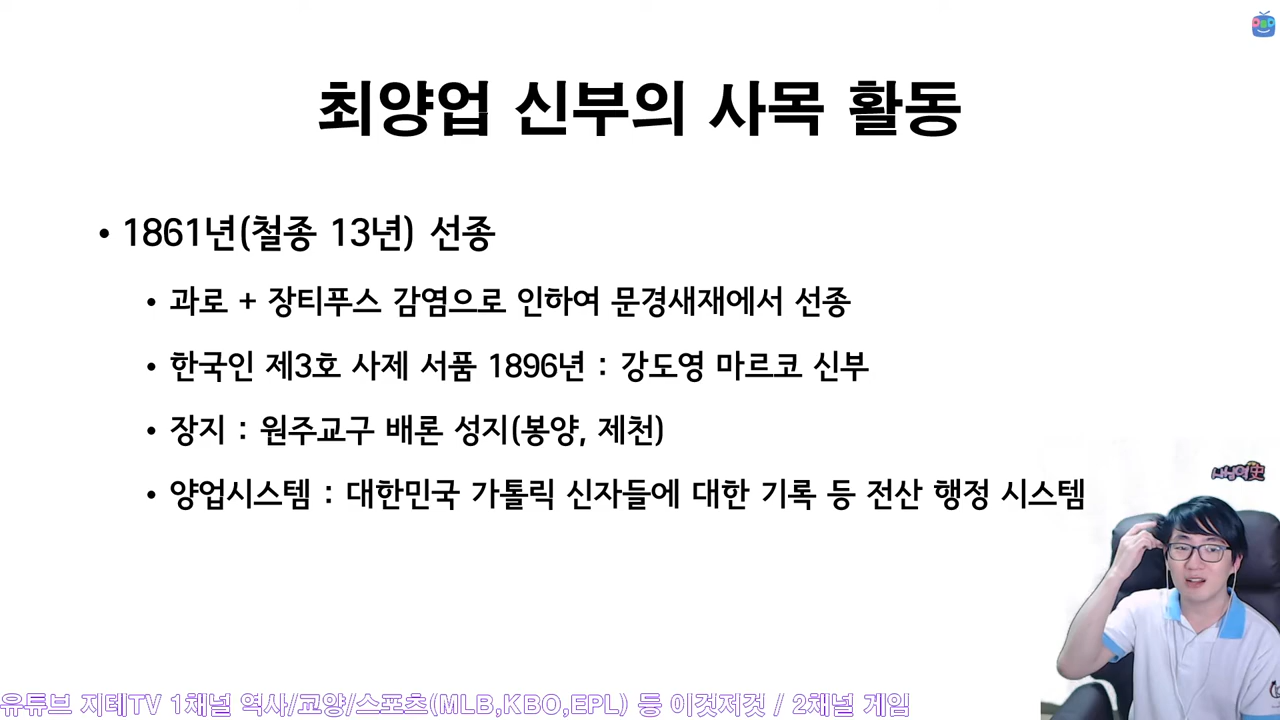 최양업 신부의 사목 활동
• 1861년(철종 13년) 선종
• 과로 + 장티푸스 감염으로 인하여 문경새재에서 선종
• 한국인 제3호 사제 서품 1896년 : 강도영 마르코 신부
• 장지 : 원주교구 배론 성지(봉양, 제천)
• 양업시스템 : 대한민국 가톨릭 신자들에 대한 기록 등 전산 행정 시스템
유튜브 지테TV 1채널 역사/교양/스포츠(MLB,KBO,EPL) 등 이것저것 / 2채널 게임